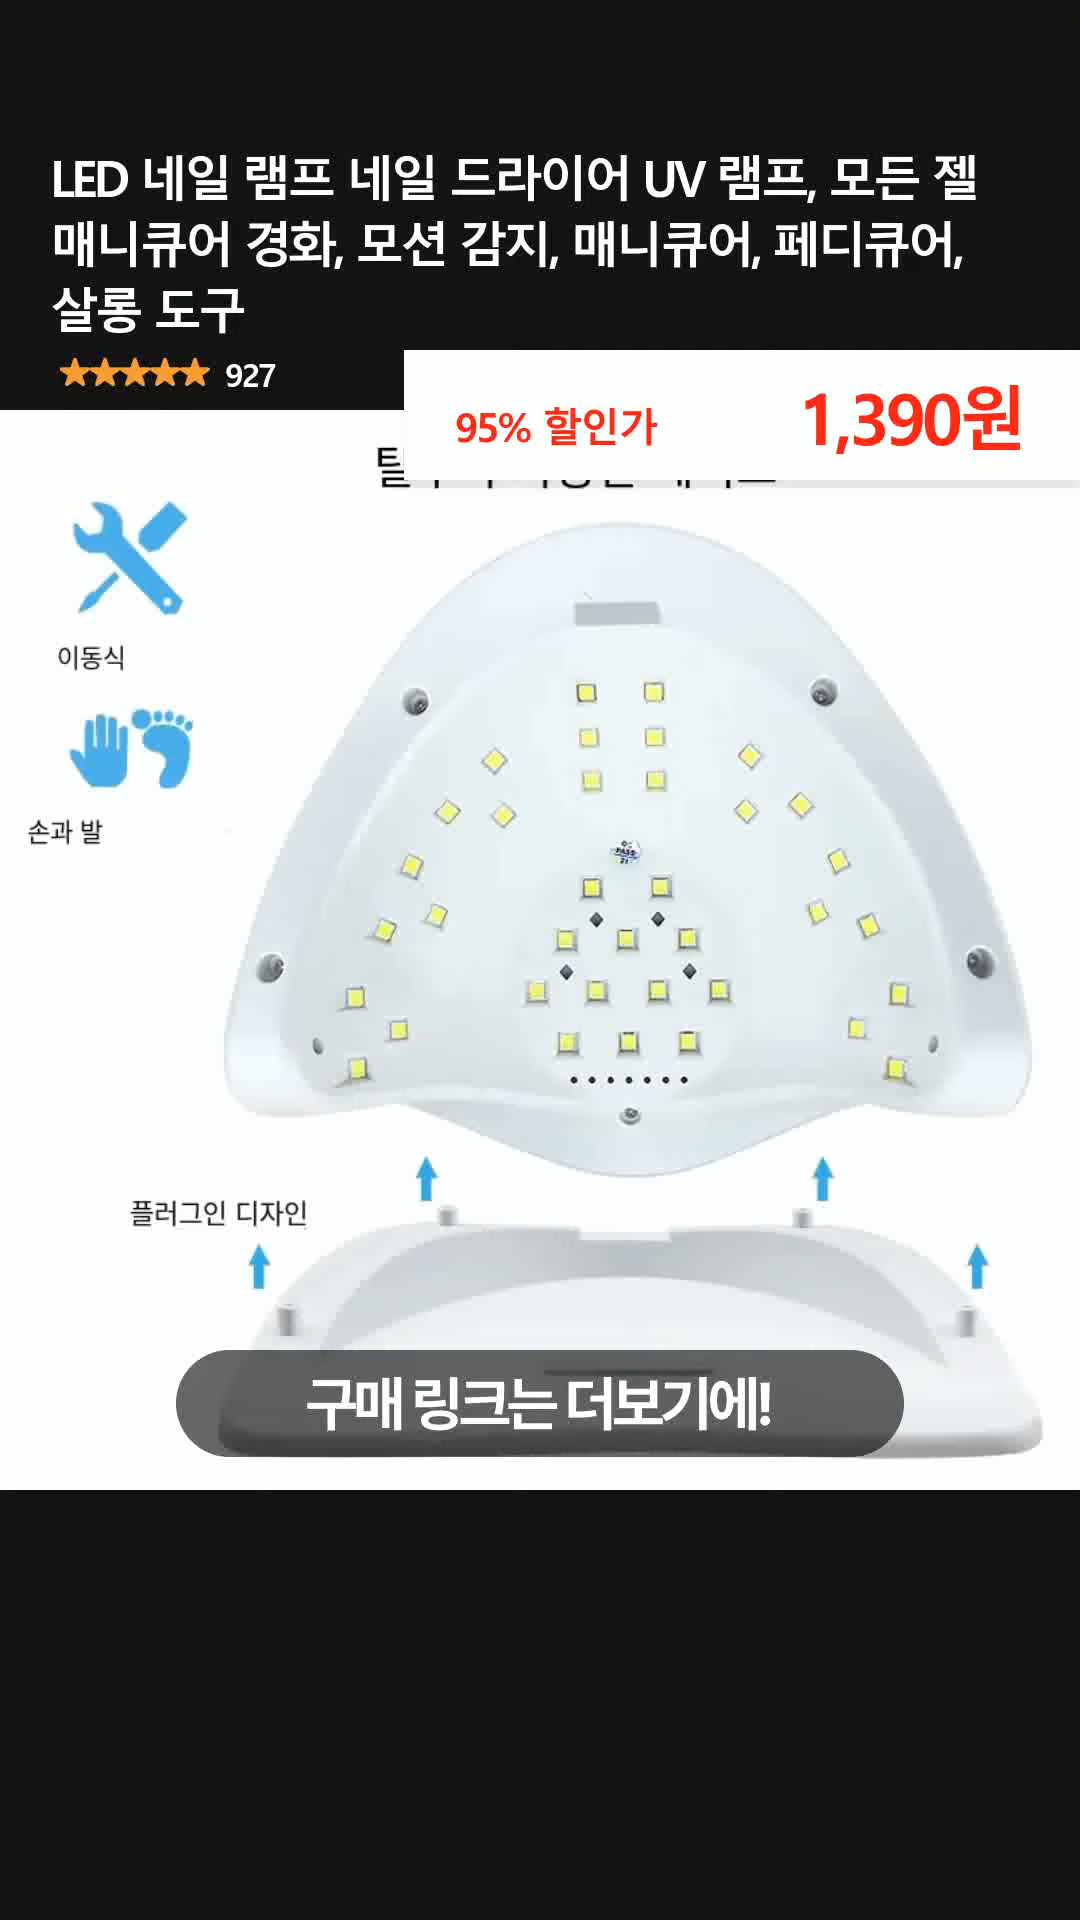 LED 네일 램프 네일 드라이어 UV 램프, 모든 젤
매니큐어 경화, 모션 감지, 매니큐어, 페디큐어,
살롱 도구
927
95% 할인가 1,390원
이동식
손과 발
PASS
플러그인 디자인
구매 링크는 더보기에!